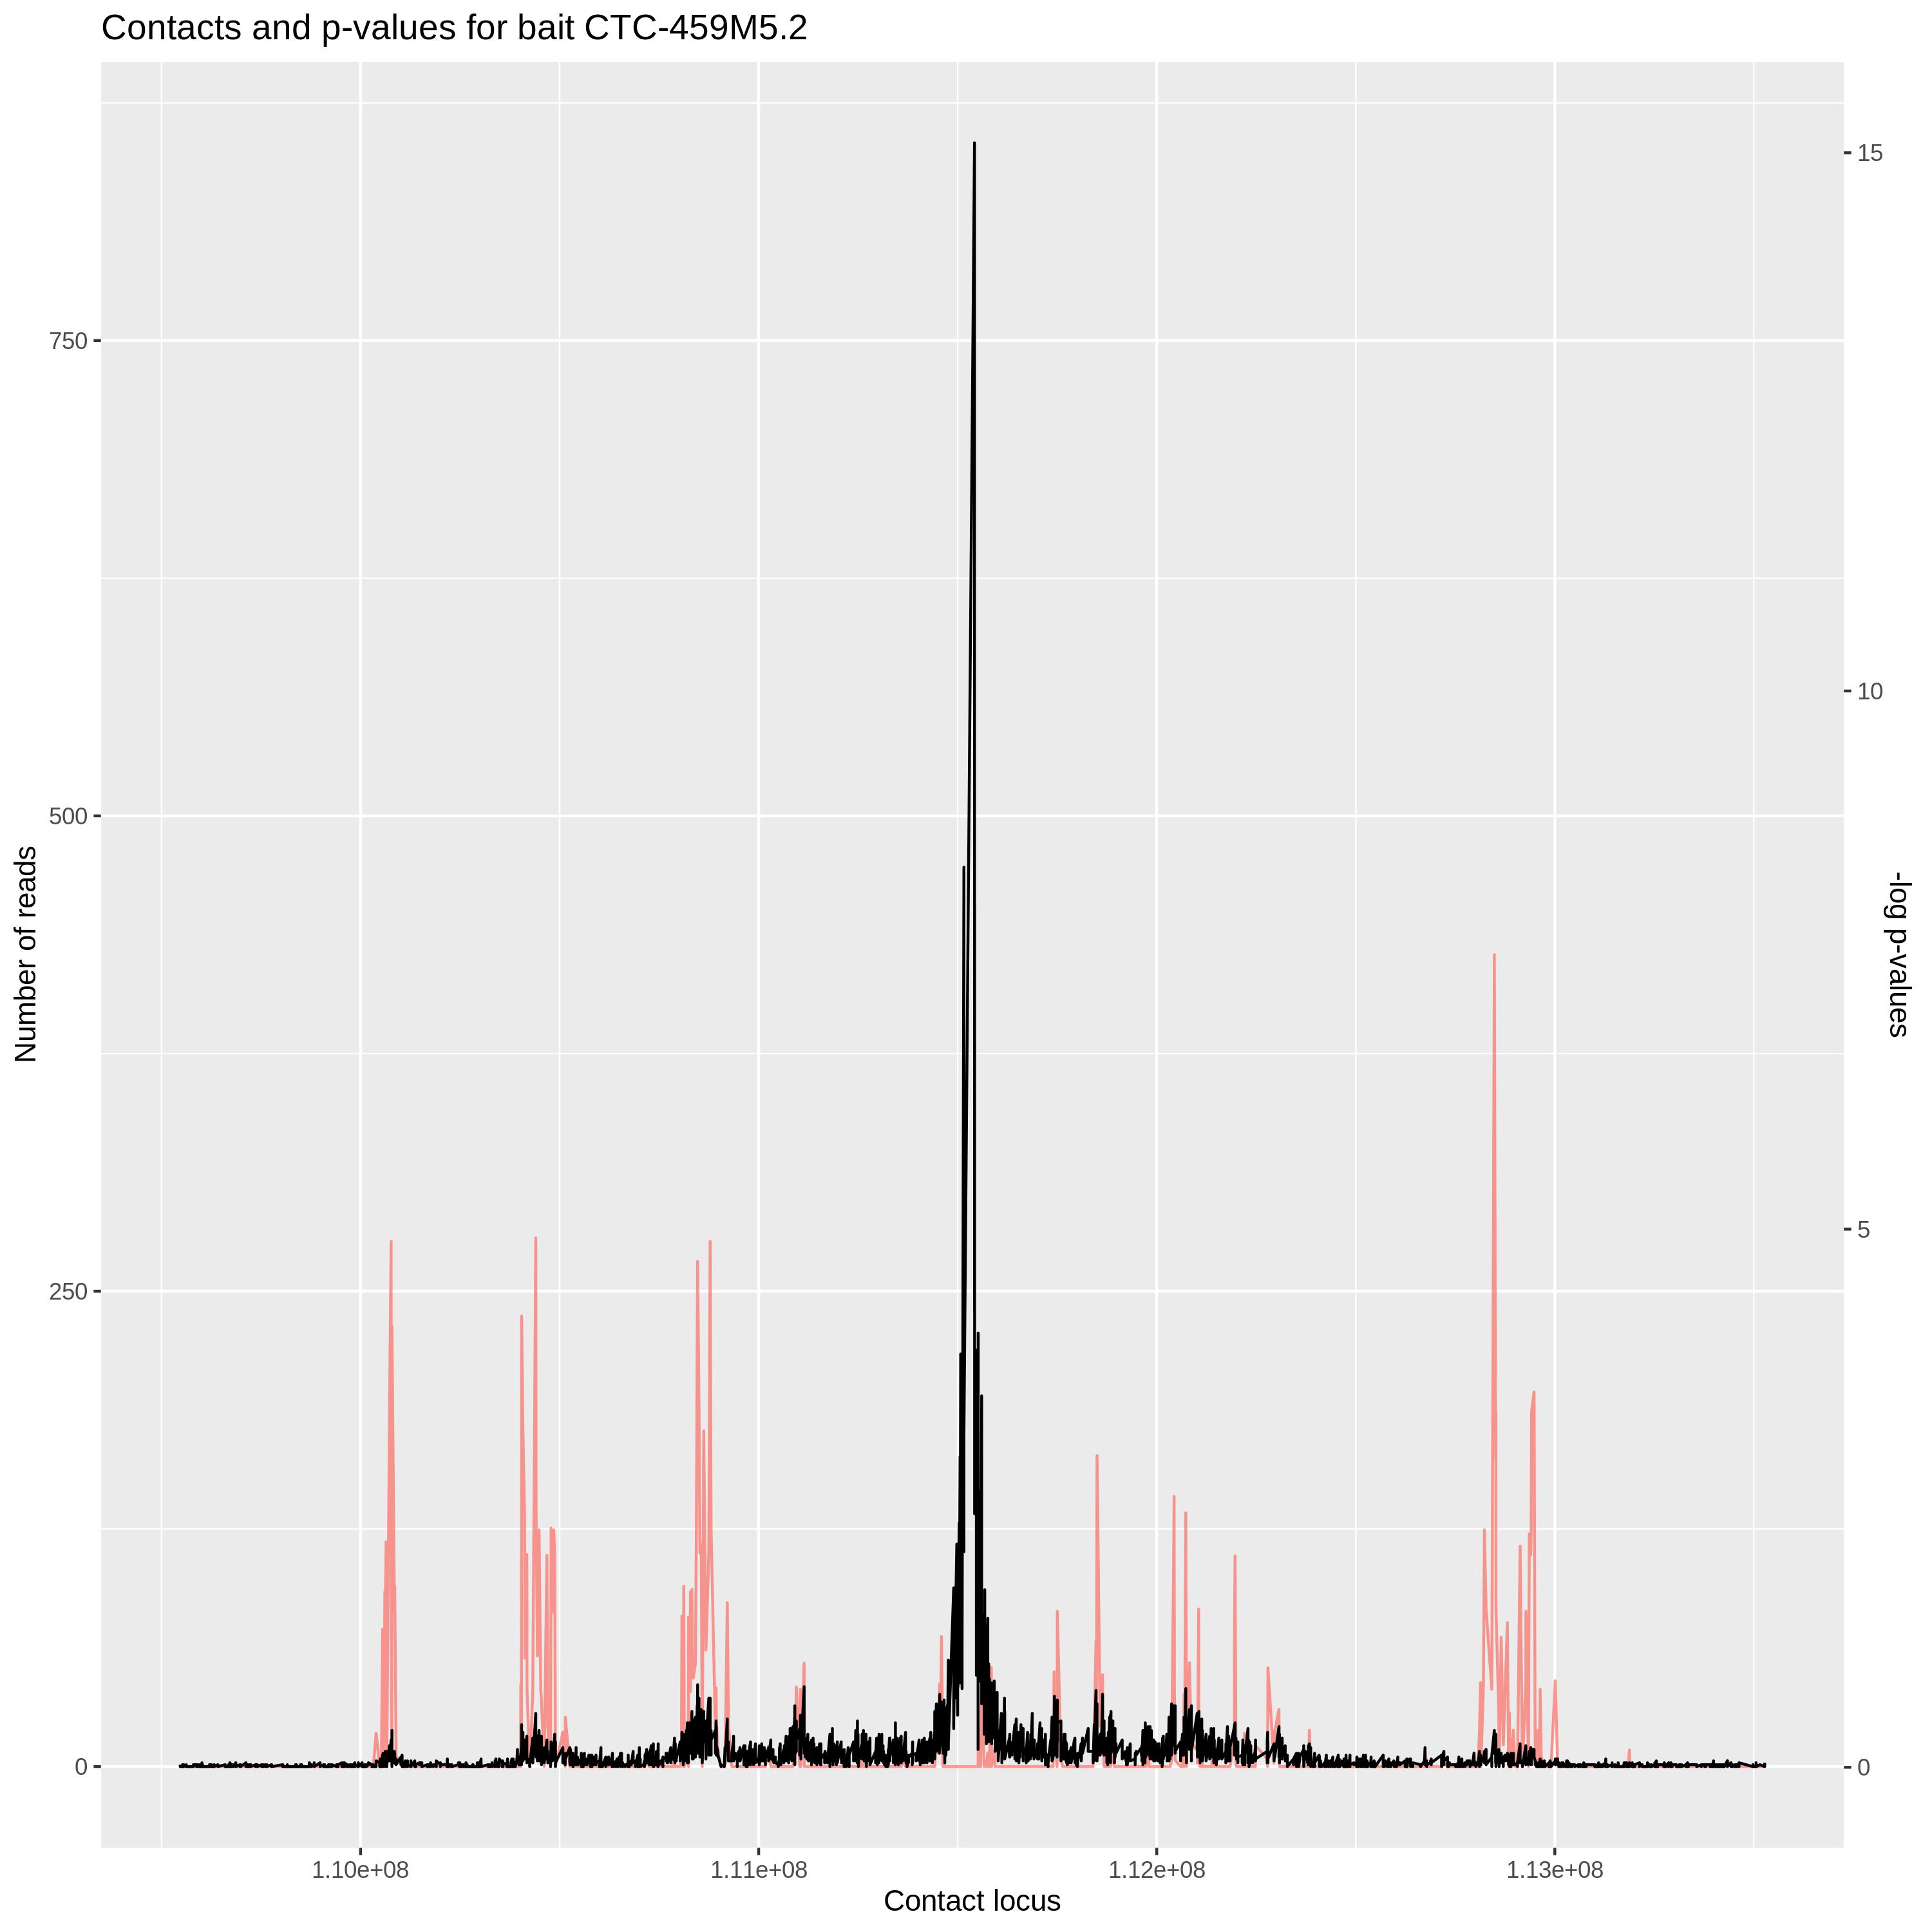 Contacts and p-values for bait CTC-459M5.2
750
500
250
0
Number of reads
15
10
5
0
-log p-values
1.10e+08
1.11e+08
1.12e+08
1.13e+08
Contact locus